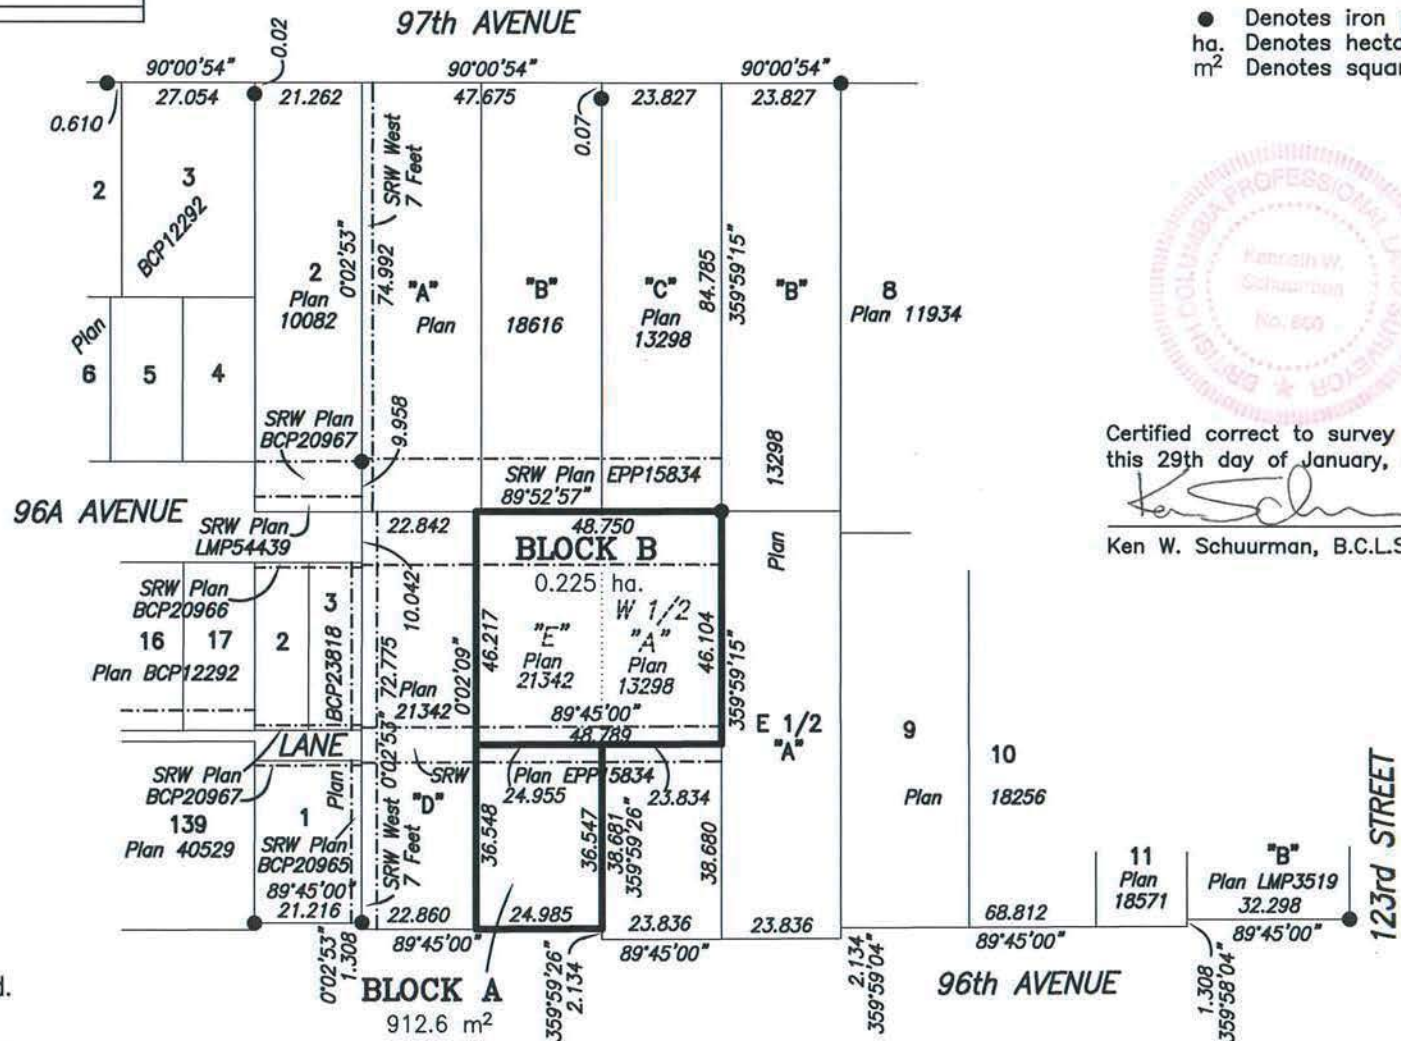 97th AVENUE
● Denotes iron
ha. Denotes hecta
m² Denotes squar
0.02
90°00'54" 90°00'54" 90°00'54"
27.054 21.262 47.675 23.827 23.827
0.610
0.07
SRW West
7 Feet
2
3
BCP12292
0°02'53"
74.992
2
Plan
10082
"A"
Plan
"B"
18616
"C"
Plan
13298
84.785
359°59'15"
"B"
13298
Plan
8
Plan 11934
BRITISH COLUMBIA PROFESSIONAL LAND SURVEYOR
Kenneth W.
Schuurman
Plan
6 5 4
SRW Plan
BCP20967
9.958
SRW Plan EPP15834
89°52'57"
Certified correct to survey
this 29th day of January,
Ken W. Schuurman, B.C.L.S
96A AVENUE
SRW Plan
LMP54439
22.842
48.750
BLOCK B
0.225 ha.
SRW Plan
BCP20966
10.042
16 17
Plan BCP12292
2
3
BCP23818
72.775
0°02'53"
Plan
21342
0°02'09"
46.217
"E"
Plan
21342
W 1/2
"A"
Plan
13298
46.104
359°59'15"
89°45'00"
48.789
E 1/2
"A"
9
Plan
10
18256
LANE
SRW Plan
BCP20967
139
Plan 40529
SRW
Plan EPP15834
24.955
23.834
Plan
1
SRW Plan
BCP20965
89°45'00"
21.216
SRW West
7 Feet
"D"
36.548
36.547
38.681
359°59'26"
38.680
22.860
24.985
23.836
23.836
89°45'00"
89°45'00"
68.812
89°45'00"
11
Plan
18571
"B"
Plan LMP3519
32.298
89°45'00"
123rd STREET
0°02'53"
1.308
BLOCK A
912.6 m²
359°59'26"
2.134
2.134
359°59'04"
96th AVENUE
1.308
359°58'04"
d.